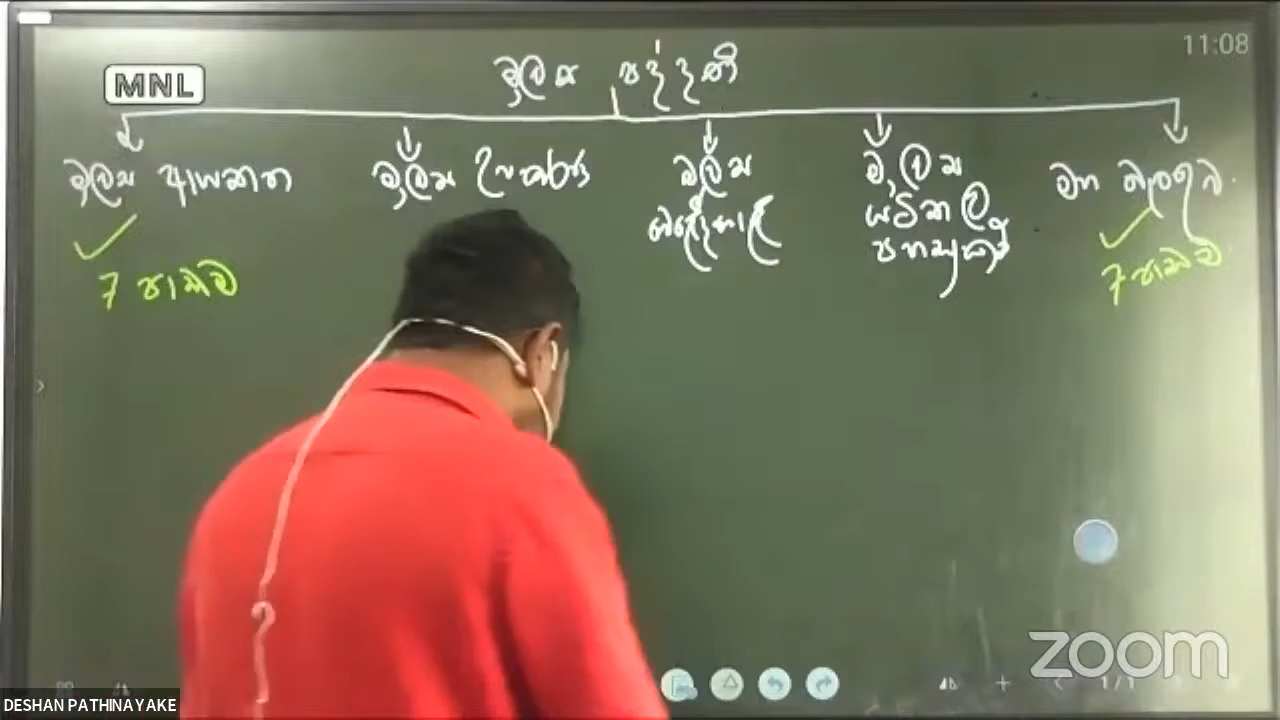 11:08
MNL
මූල්‍ය පද්ධති
මූල්‍ය ආයතන
මූල්‍ය උපකරණ
මූල්‍ය
වෙළඳපොළ
මූල්‍ය
යටිතල
පහසුකම්
මහ බැංකුව
7 පාඩම
7 පාඩම
1/1
zoom
DESHAN PATHINAYAKE